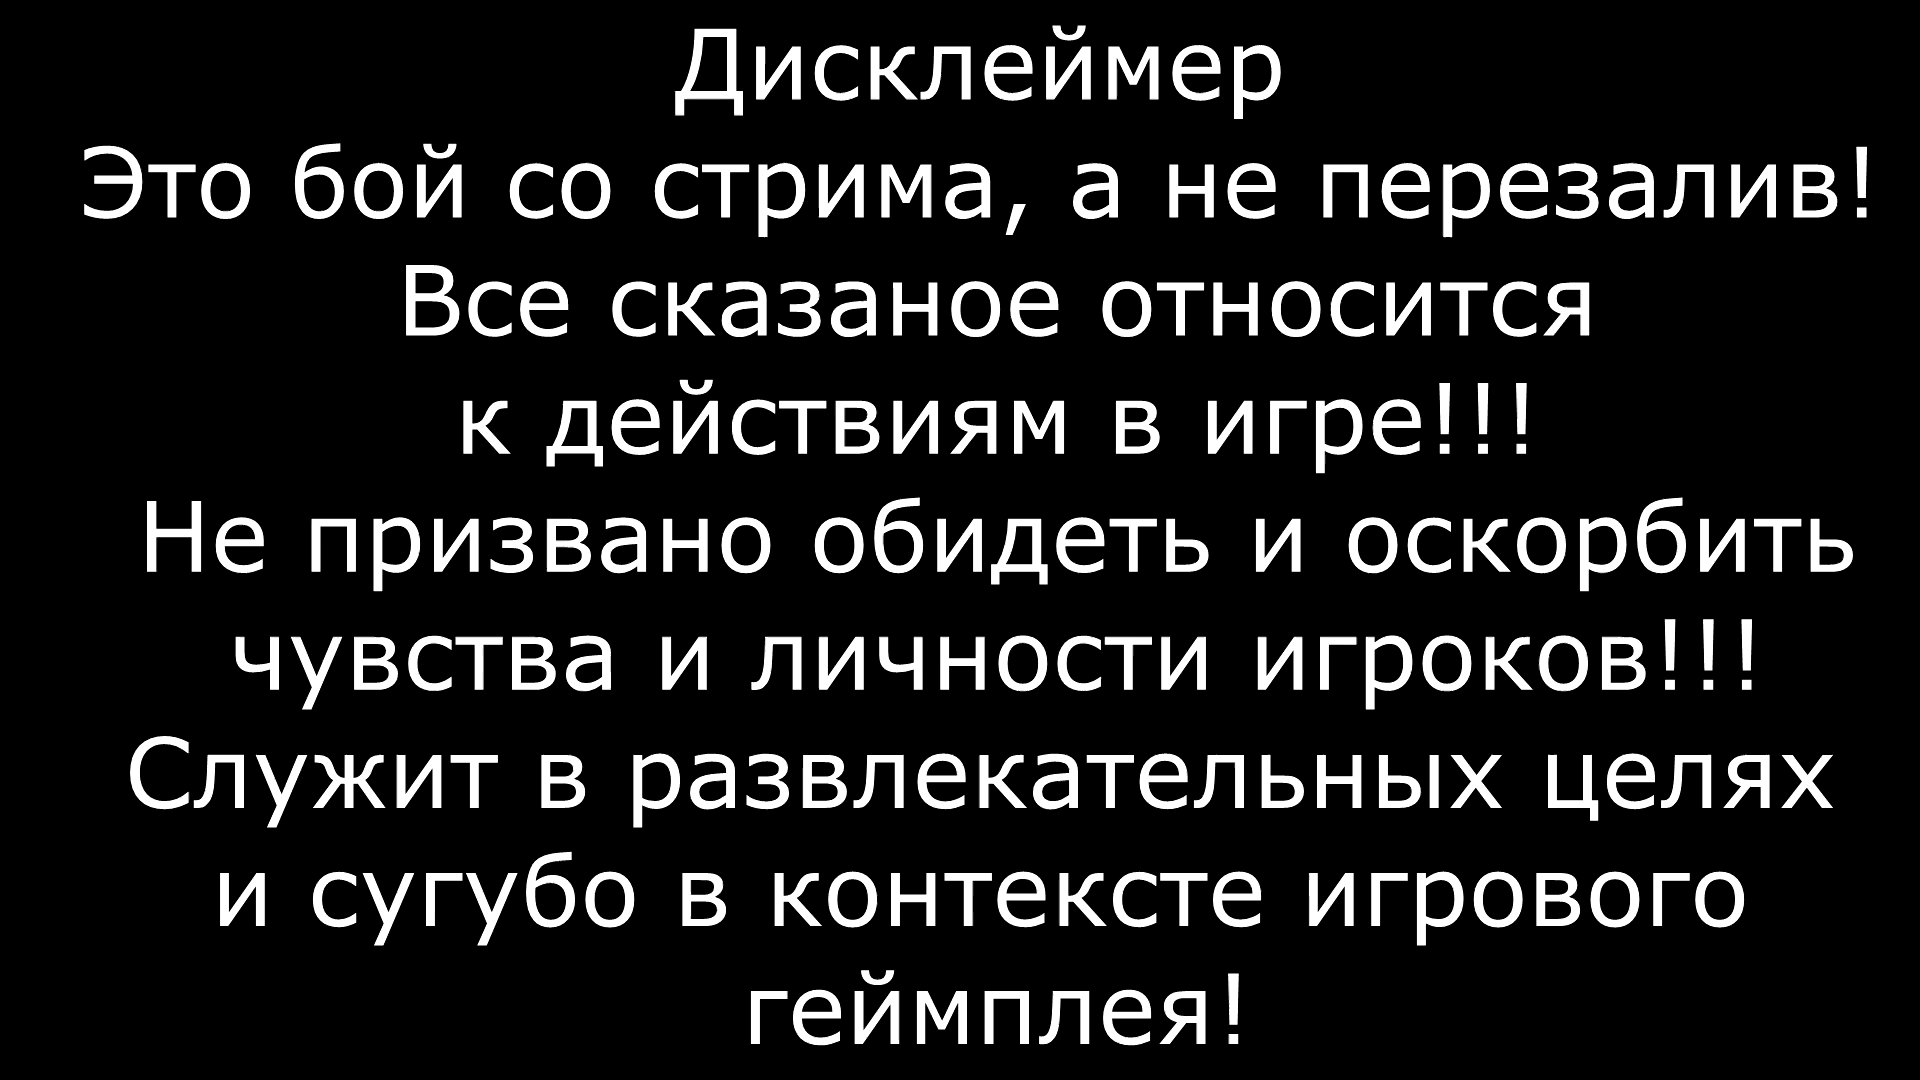 Дисклеймер
Это бой со стрима, а не перезалив!
Все сказаное относится
к действиям в игре!!!
Не призвано обидеть и оскорбить
чувства и личности игроков!!!
Служит в развлекательных целях
и сугубо в контексте игрового
геймплея!